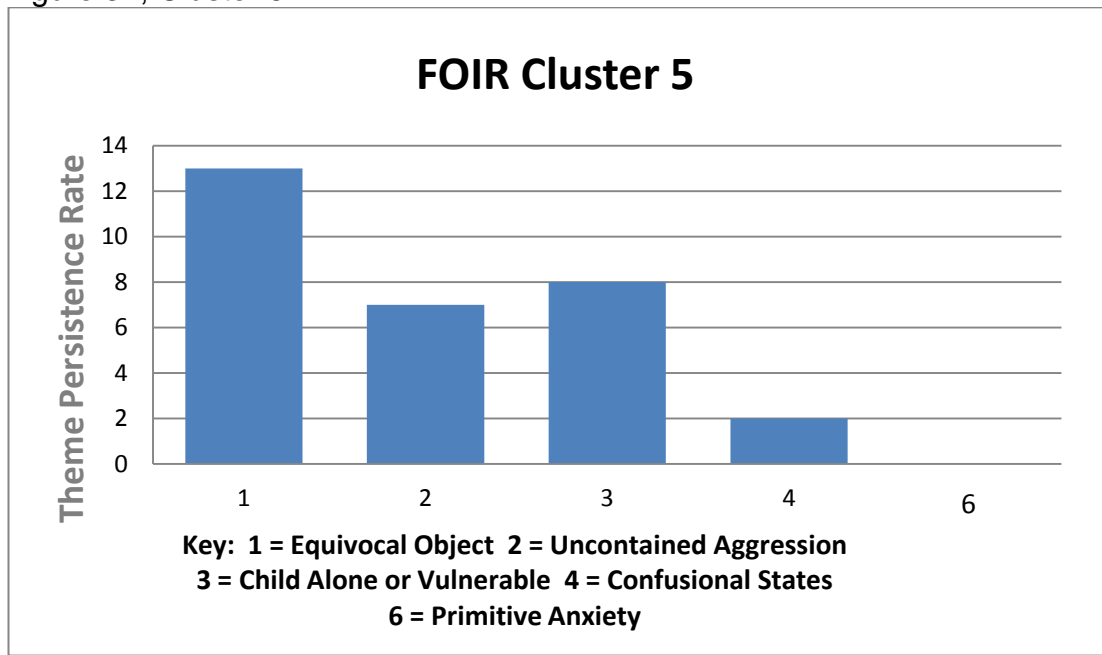 FOIR Cluster 5
Theme Persistence Rate
14
12
10
8
6
4
2
0
1 2 3 4 6
Key: 1 = Equivocal Object 2 = Uncontained Aggression
3 = Child Alone or Vulnerable 4 = Confusional States
6 = Primitive Anxiety